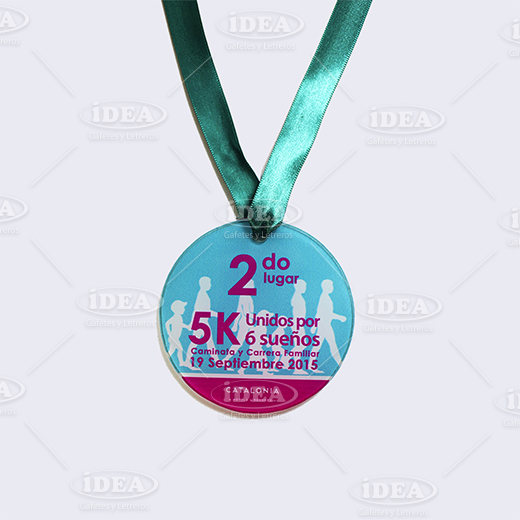 2do
lugar
5K Unidos por
6 sueños
Caminata y Carrera Familiar
19 Septiembre 2015
CATALONIA
iDEA
Gafetes y Letreros